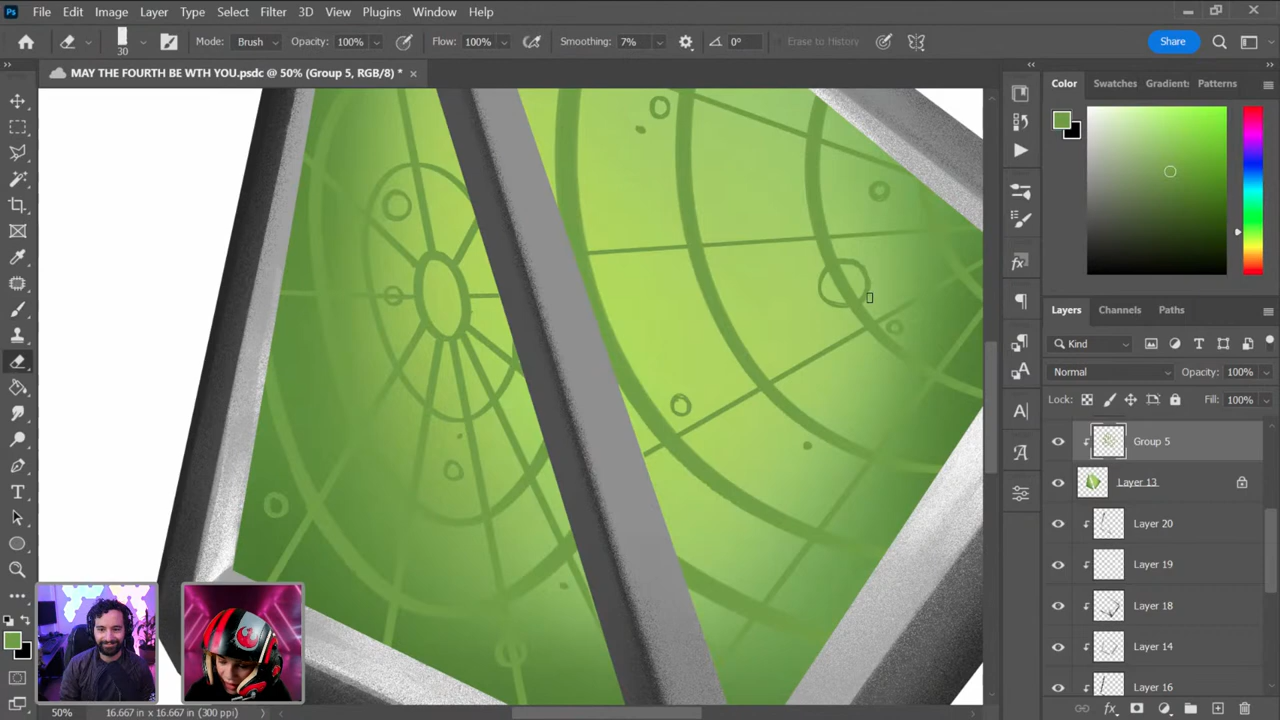 Ps File Edit Image Layer Type Select Filter 3D View Plugins Window Help
30 Mode: Brush Opacity: 100% Flow: 100% Smoothing: 7% 0° Erase to History Share
MAY THE FOURTH BE WTH YOU.psdc @ 50% (Group 5, RGB/8) *
Color Swatches Gradient: Patterns
Layers Channels Paths
Kind
Normal Opacity: 100%
Lock: Fill: 100%
Group 5
Layer 13
Layer 20
Layer 19
Layer 18
Layer 14
Layer 16
50% 16.667 in x 16.667 in (300 ppi)